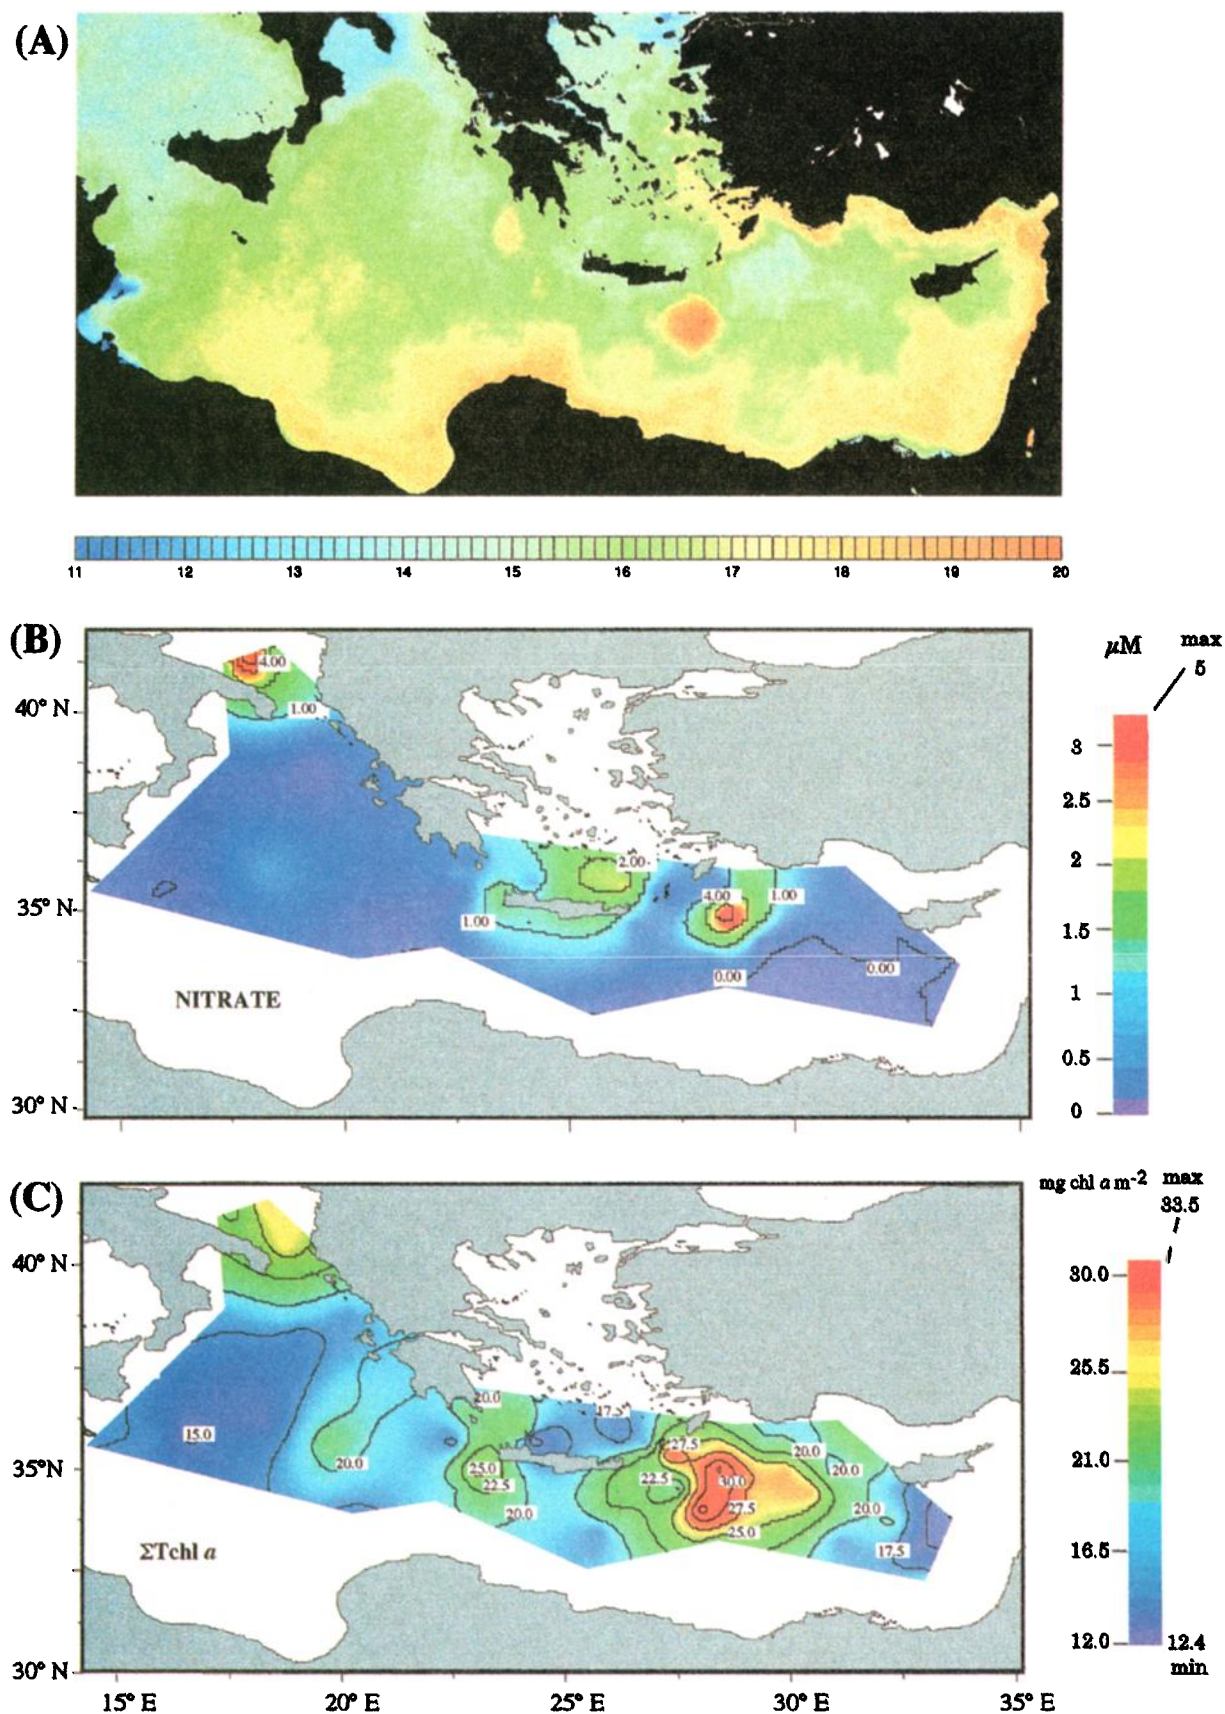 (A)
11 12 13 14 15 16 17 18 19 20
(B)
μM
max
5
4.00
1.00
40° N
3
2.5
2
1.5
1
0.5
0
2.00
4.00
1.00
35° N
1.00
0.00
0.00
NITRATE
30° N
(C)
mg chl a m-2
max
33.5
40° N
30.0
25.5
21.0
16.5
12.0
12.4
min
20.0
17.5
15.0
20.0
27.5
20.0
20.0
35°N
25.0
22.5
22.5
30.0
27.5
20.0
20.0
25.0
17.5
ΣTchl a
30° N
15° E 20° E 25° E 30° E 35° E